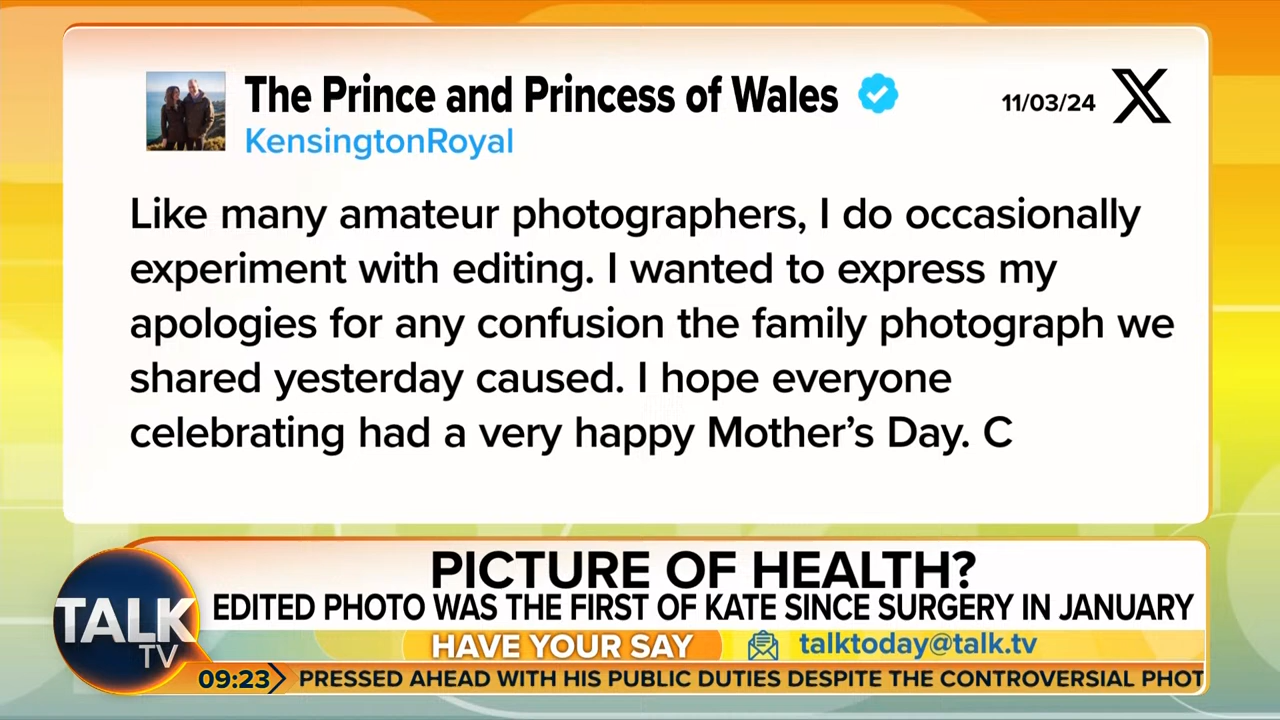 The Prince and Princess of Wales
KensingtonRoyal
11/03/24
Like many amateur photographers, I do occasionally
experiment with editing. I wanted to express my
apologies for any confusion the family photograph we
shared yesterday caused. I hope everyone
celebrating had a very happy Mother’s Day. C
PICTURE OF HEALTH?
EDITED PHOTO WAS THE FIRST OF KATE SINCE SURGERY IN JANUARY
HAVE YOUR SAY talktoday@talk.tv
TALK
TV
09:23 PRESSED AHEAD WITH HIS PUBLIC DUTIES DESPITE THE CONTROVERSIAL PHOT